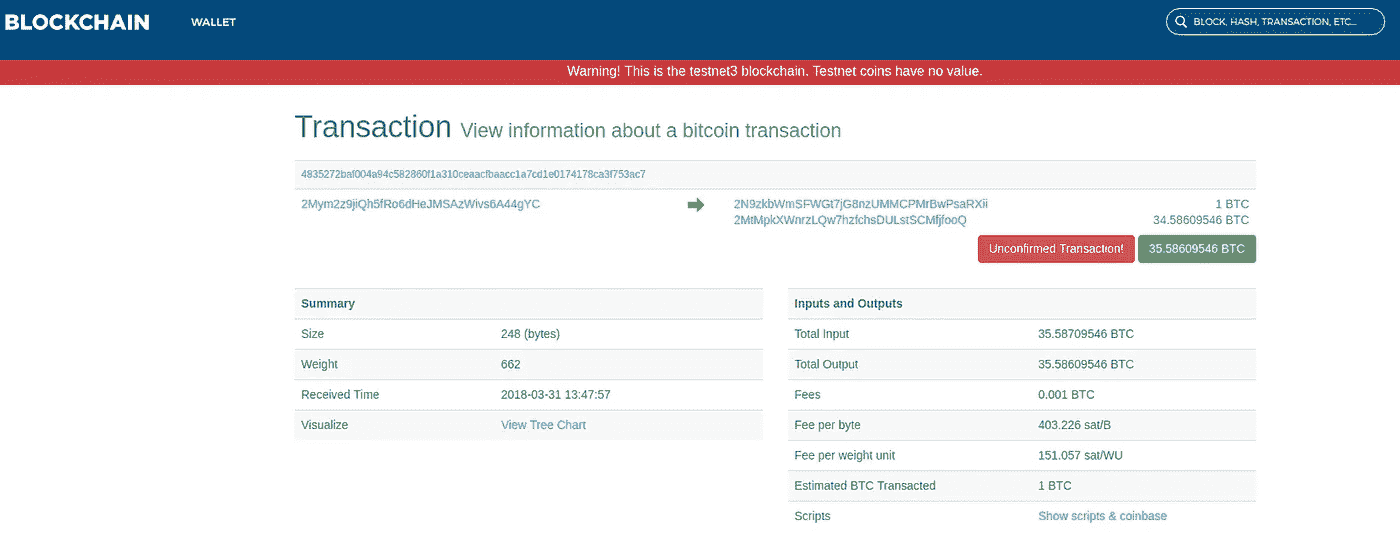 BLOCKCHAIN WALLET BLOCK, HASH, TRANSACTION, ETC...
Warning! This is the testnet3 blockchain. Testnet coins have no value.
Transaction View information about a bitcoin transaction
4835272baf004a94c582860f1a310ceaacfbaacc1a7cd1e0174178ca3f753ac7
2Mym2z9jiQh5fRo6dHeJMSAzWivs6A44gYC 2N9zkbWmSFWGt7jG8nzUMMCPMrBwPsaRXii 1 BTC
2MtMpkXWnrzLQw7hzfchsDULstSCMfjfooQ 34.58609546 BTC
Unconfirmed Transaction! 35.58609546 BTC
Summary
Size 248 (bytes)
Weight 662
Received Time 2018-03-31 13:47:57
Visualize View Tree Chart
Inputs and Outputs
Total Input 35.58709546 BTC
Total Output 35.58609546 BTC
Fees 0.001 BTC
Fee per byte 403.226 sat/B
Fee per weight unit 151.057 sat/WU
Estimated BTC Transacted 1 BTC
Scripts Show scripts & coinbase